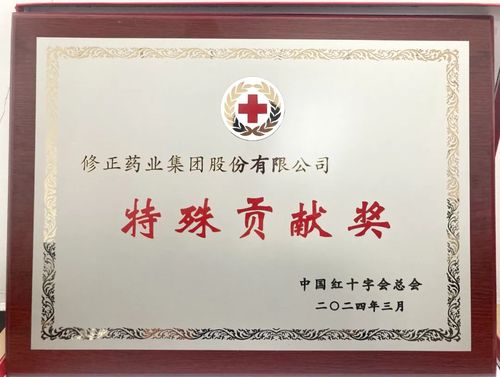 修正药业集团股份有限公司
特殊贡献奖
中国红十字会总会
二〇二四年三月